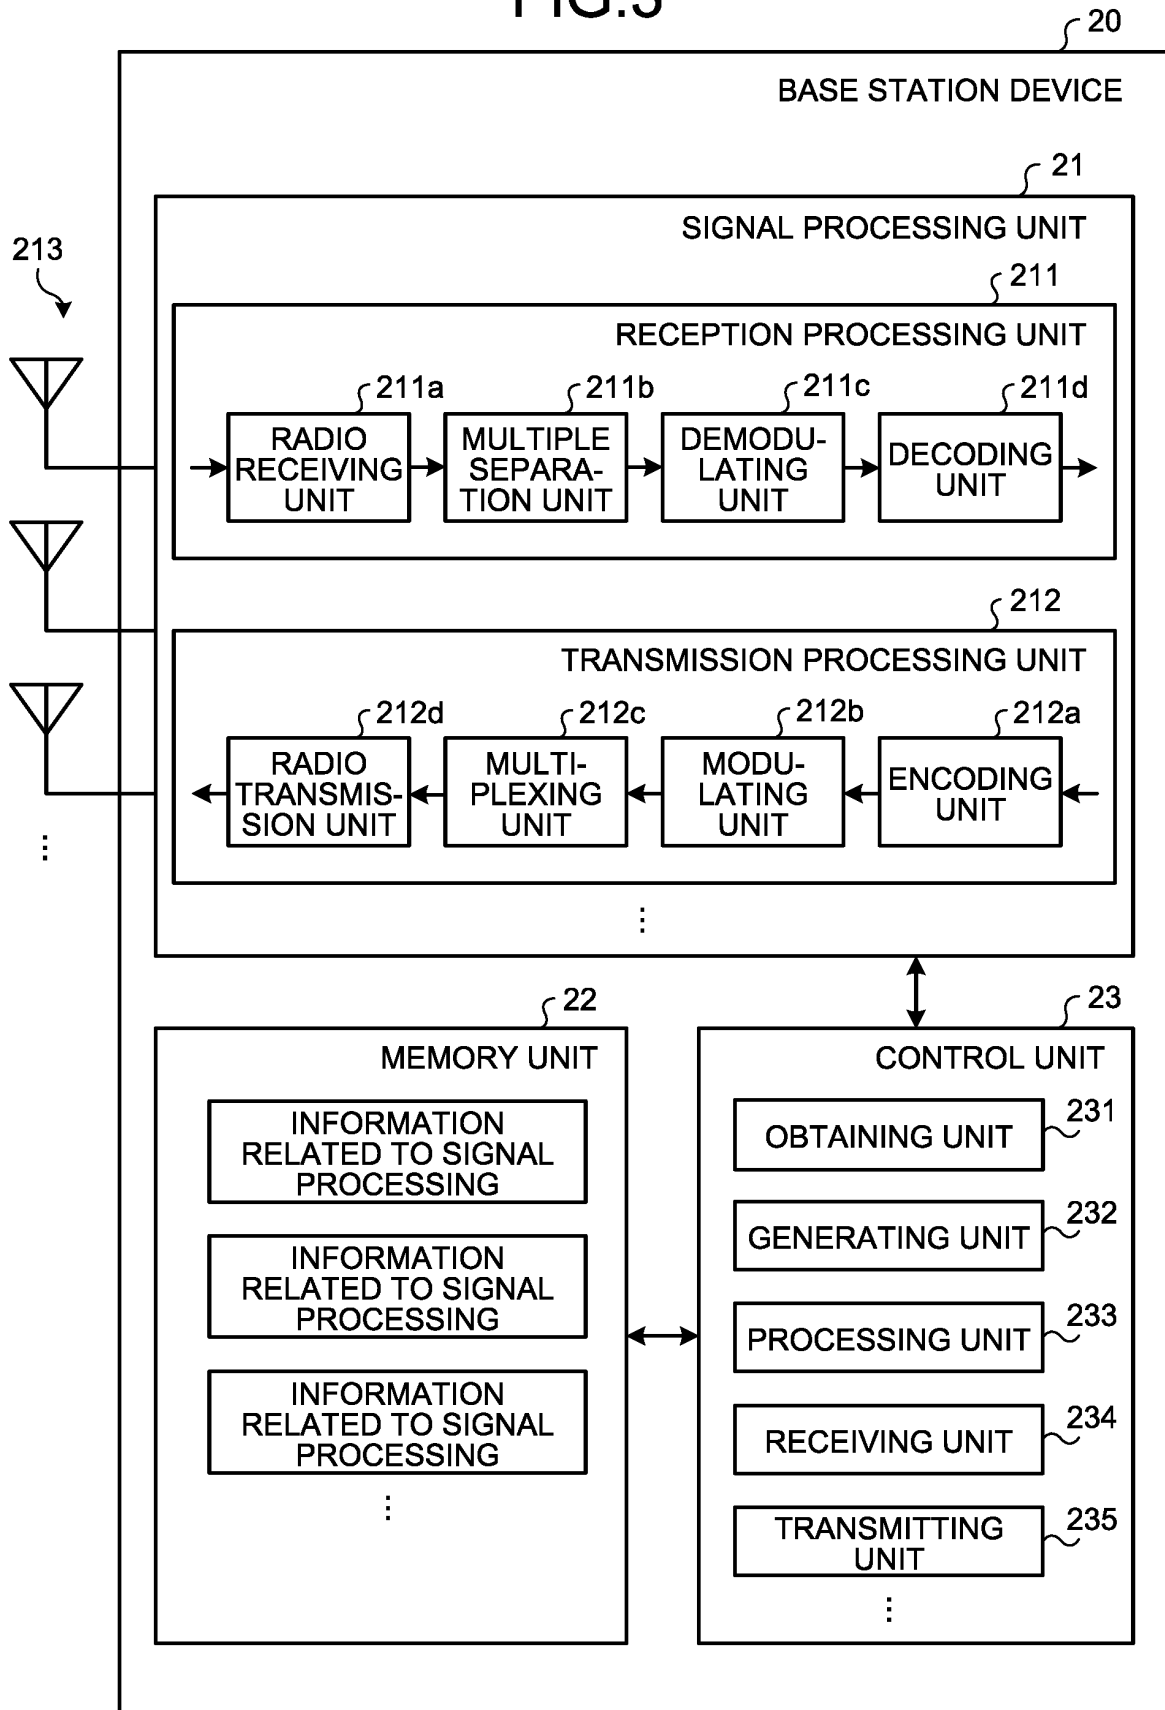 FIG.3
20
BASE STATION DEVICE
21
SIGNAL PROCESSING UNIT
213
211
RECEPTION PROCESSING UNIT
211a
211b
211c
211d
RADIO
RECEIVING
UNIT
MULTIPLE
SEPARA-
TION UNIT
DEMODU-
LATING
UNIT
DECODING
UNIT
212
TRANSMISSION PROCESSING UNIT
212d
212c
212b
212a
RADIO
TRANSMIS-
SION UNIT
MULTI-
PLEXING
UNIT
MODU-
LATING
UNIT
ENCODING
UNIT
22
MEMORY UNIT
INFORMATION
RELATED TO SIGNAL
PROCESSING
INFORMATION
RELATED TO SIGNAL
PROCESSING
INFORMATION
RELATED TO SIGNAL
PROCESSING
23
CONTROL UNIT
OBTAINING UNIT
231
GENERATING UNIT
232
PROCESSING UNIT
233
RECEIVING UNIT
234
TRANSMITTING
UNIT
235